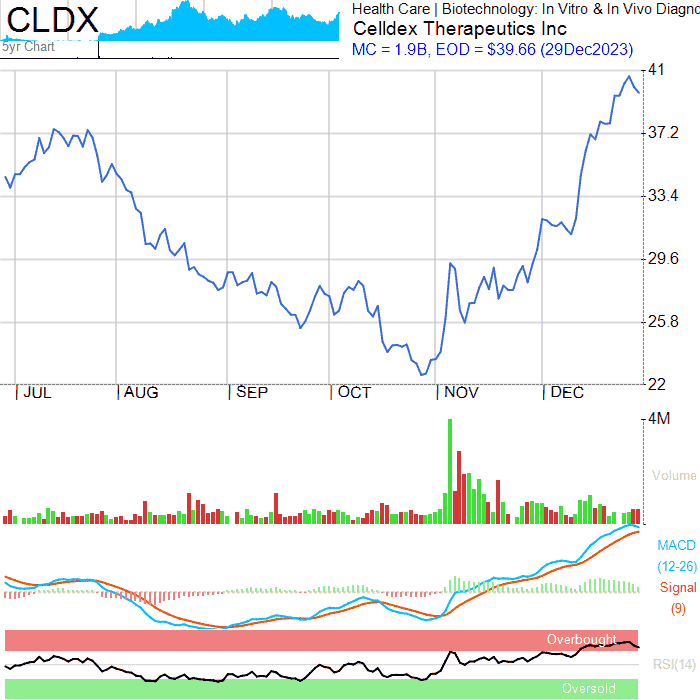 CLDX
5yr Chart
Health Care | Biotechnology: In Vitro & In Vivo Diagno
Celldex Therapeutics Inc
MC = 1.9B, EOD = $39.66 (29Dec2023)
41
37.2
33.4
29.6
25.8
22
JUL AUG SEP OCT NOV DEC
4M
Volume
MACD
(12-26)
Signal
(9)
Overbought
RSI(14)
Oversold